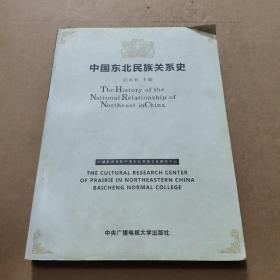 中国东北民族关系史
主编
The History of the
National Relationship of
Northeast inChina
THE CULTURAL RESEARCH CENTER
OF PRAIRIE IN NORTHEASTERN CHINA
BAICHENG NORMAL COLLEGE
中央广播电视大学出版社